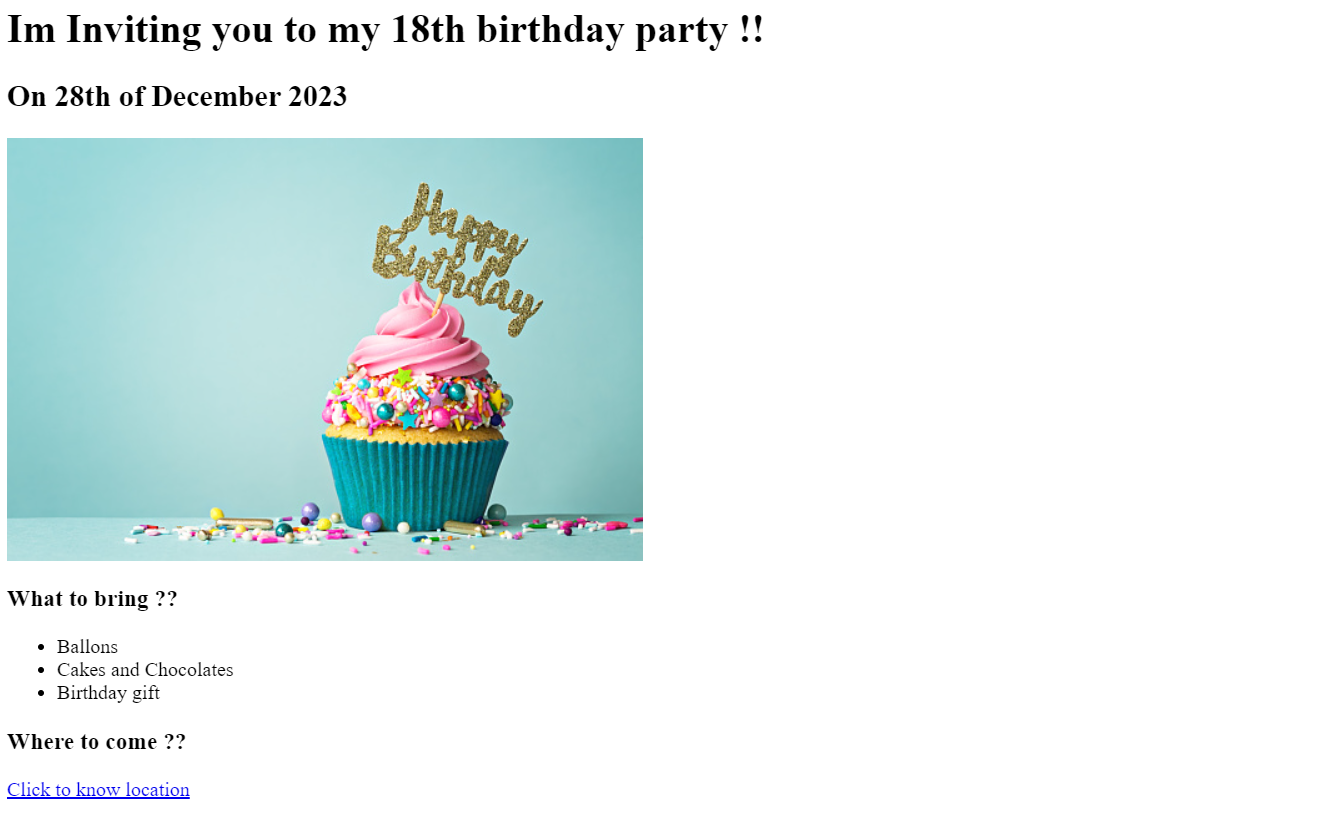 Im Inviting you to my 18th birthday party !!
On 28th of December 2023
Happy
Birthday
What to bring ??
Ballons
Cakes and Chocolates
Birthday gift
Where to come ??
Click to know location